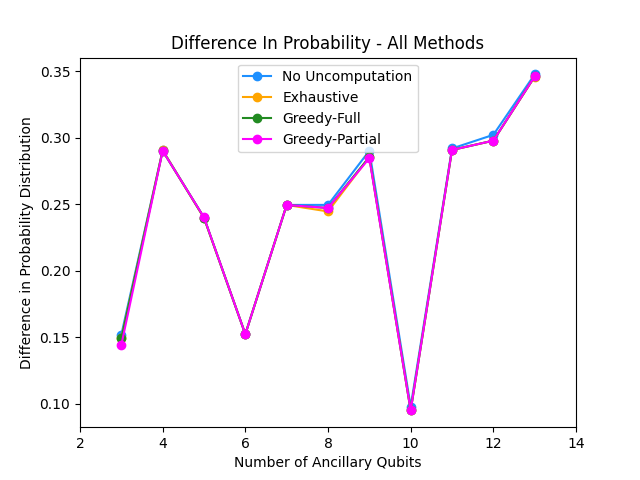 Difference In Probability - All Methods
No Uncomputation
Exhaustive
Greedy-Full
Greedy-Partial
Difference in Probability Distribution
0.35
0.30
0.25
0.20
0.15
0.10
2 4 6 8 10 12 14
Number of Ancillary Qubits